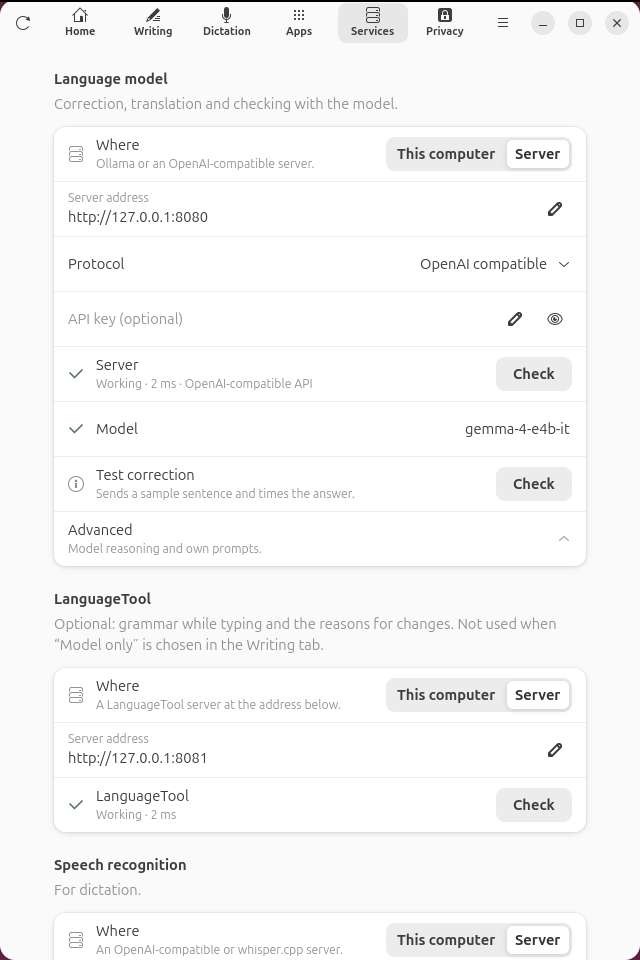 Home
Writing
Dictation
Apps
Services
Privacy
Language model
Correction, translation and checking with the model.
Where
Ollama or an OpenAI-compatible server.
This computer
Server
Server address
http://127.0.0.1:8080
Protocol
OpenAI compatible
API key (optional)
Server
Working · 2 ms · OpenAI-compatible API
Check
Model
gemma-4-e4b-it
Test correction
Sends a sample sentence and times the answer.
Check
Advanced
Model reasoning and own prompts.
LanguageTool
Optional: grammar while typing and the reasons for changes. Not used when
“Model only” is chosen in the Writing tab.
Where
A LanguageTool server at the address below.
This computer
Server
Server address
http://127.0.0.1:8081
LanguageTool
Working · 2 ms
Check
Speech recognition
For dictation.
Where
An OpenAI-compatible or whisper.cpp server.
This computer
Server